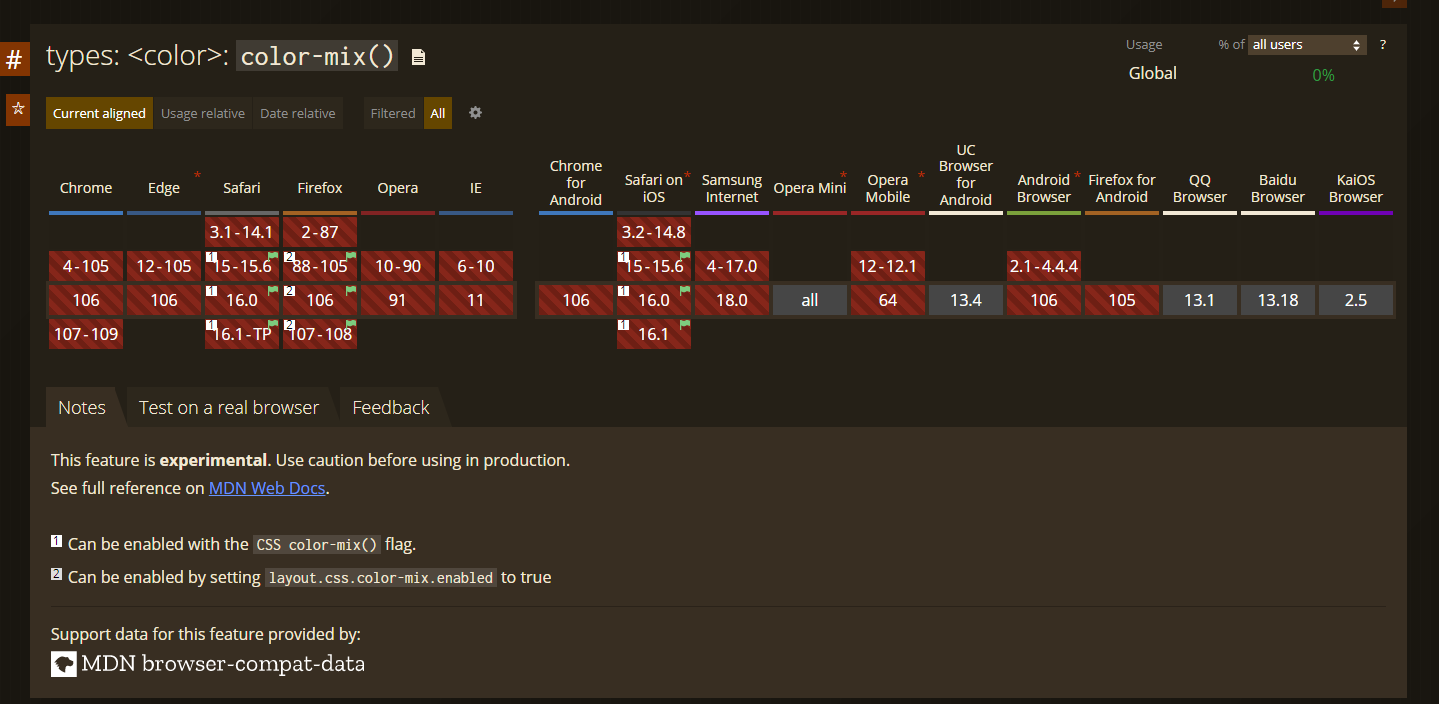 #
types: <color>: color-mix()
Usage % of all users ?
Global 0%
Current aligned Usage relative Date relative Filtered All
Chrome Edge * Safari Firefox Opera IE Chrome for Android Safari on iOS * Samsung Internet Opera Mini * Opera Mobile * UC Browser for Android Android Browser * Firefox for Android QQ Browser Baidu Browser KaiOS Browser
3.1-14.1 2-87 3.2-14.8
4-105 12-105 1 15-15.6 2 88-105 10-90 6-10 1 15-15.6 4-17.0 12-12.1 2.1-4.4.4
106 106 1 16.0 2 106 91 11 106 1 16.0 18.0 all 64 13.4 106 105 13.1 13.18 2.5
107-109 1 16.1-TP 2 107-108 1 16.1
Notes Test on a real browser Feedback
This feature is experimental. Use caution before using in production.
See full reference on MDN Web Docs.
1 Can be enabled with the CSS color-mix() flag.
2 Can be enabled by setting layout.css.color-mix.enabled to true
Support data for this feature provided by:
MDN browser-compat-data